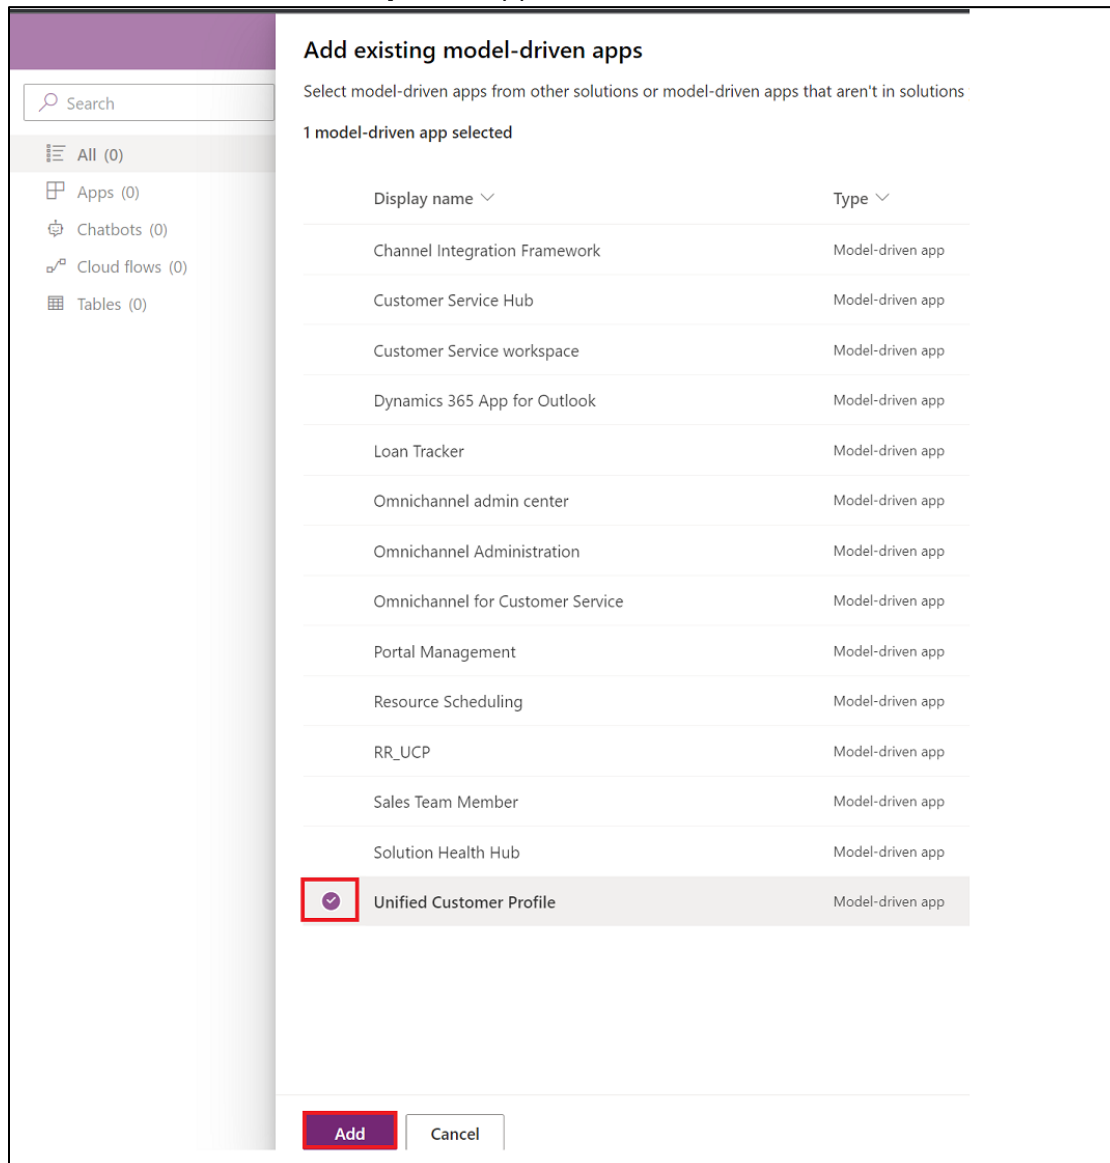 Add existing model-driven apps
Search
Select model-driven apps from other solutions or model-driven apps that aren't in solutions
1 model-driven app selected
All (0)
Apps (0)
Chatbots (0)
Cloud flows (0)
Tables (0)
Display name Type
Channel Integration Framework Model-driven app
Customer Service Hub Model-driven app
Customer Service workspace Model-driven app
Dynamics 365 App for Outlook Model-driven app
Loan Tracker Model-driven app
Omnichannel admin center Model-driven app
Omnichannel Administration Model-driven app
Omnichannel for Customer Service Model-driven app
Portal Management Model-driven app
Resource Scheduling Model-driven app
RR_UCP Model-driven app
Sales Team Member Model-driven app
Solution Health Hub Model-driven app
Unified Customer Profile Model-driven app
Add Cancel